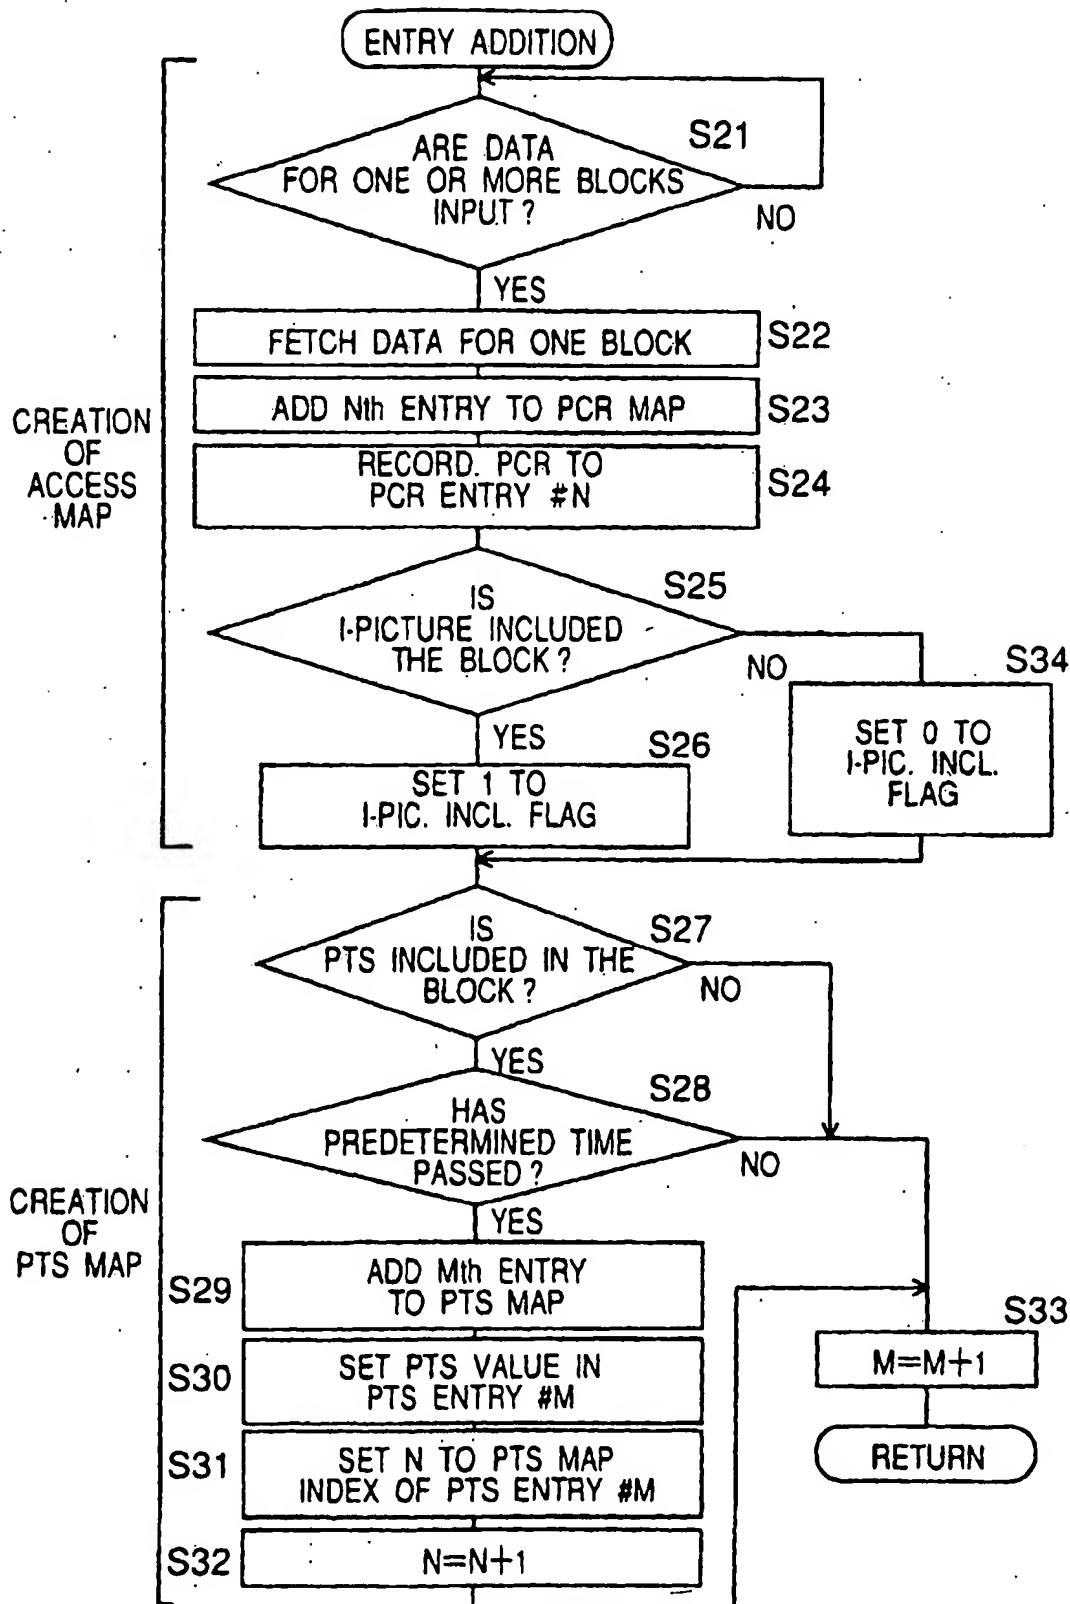 ENTRY ADDITION
S21
ARE DATA
FOR ONE OR MORE BLOCKS
INPUT ?
NO
YES
FETCH DATA FOR ONE BLOCK
S22
ADD Nth ENTRY TO PCR MAP
S23
RECORD. PCR TO
PCR ENTRY #N
S24
CREATION
OF
ACCESS
MAP
S25
IS
I-PICTURE INCLUDED
THE BLOCK ?
NO
S34
YES
S26
SET 1 TO
I-PIC. INCL. FLAG
SET 0 TO
I-PIC. INCL.
FLAG
S27
IS
PTS INCLUDED IN THE
BLOCK ?
NO
YES
S28
HAS
PREDETERMINED TIME
PASSED ?
NO
YES
CREATION
OF
PTS MAP
S29
ADD Mth ENTRY
TO PTS MAP
S33
M=M+1
S30
SET PTS VALUE IN
PTS ENTRY #M
RETURN
S31
SET N TO PTS MAP
INDEX OF PTS ENTRY #M
S32
N=N+1